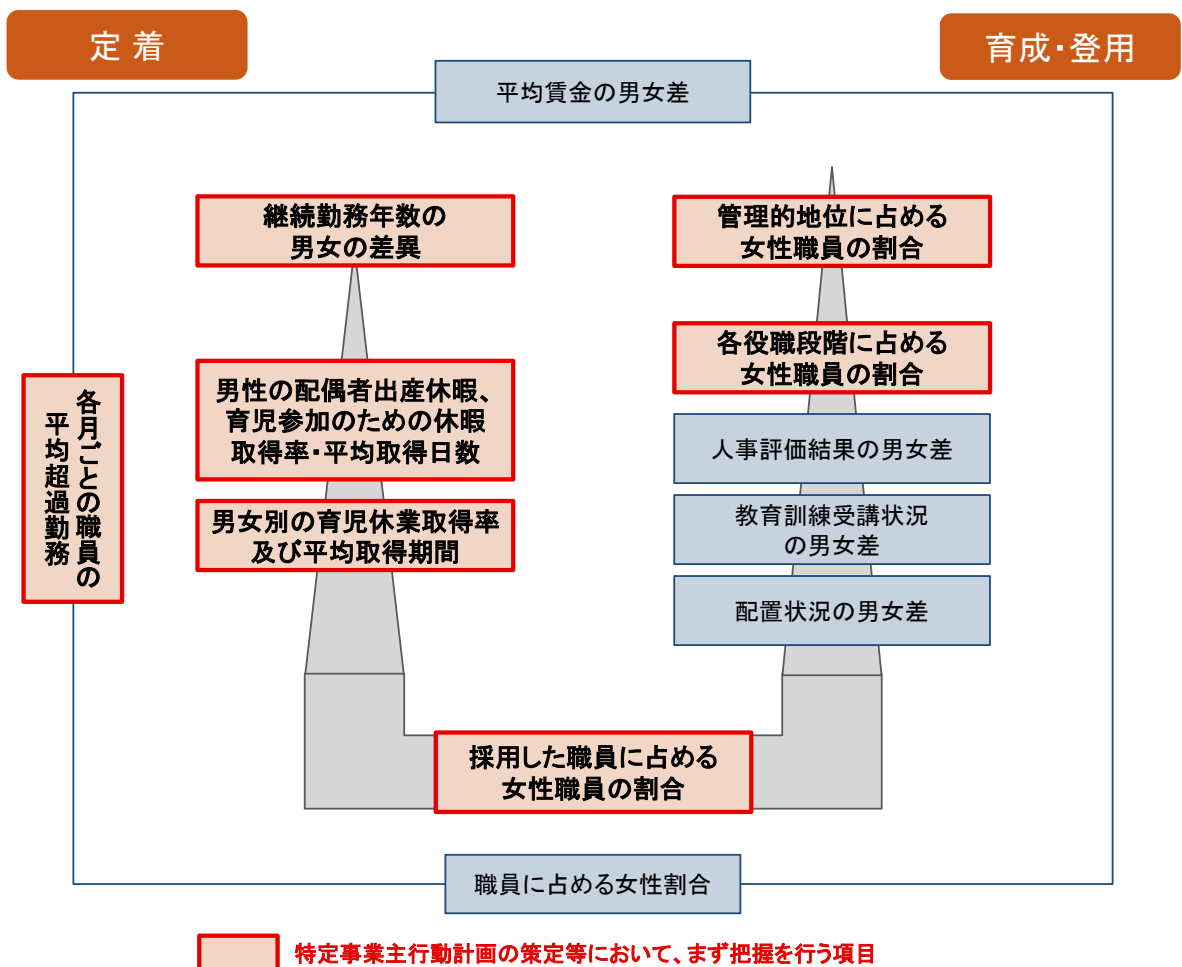 定 着
育成・登用
平均賃金の男女差
継続勤務年数の
男女の差異
管理的地位に占める
女性職員の割合
各役職段階に占める
女性職員の割合
各月ごとの職員の
平均超過勤務
男性の配偶者出産休暇、
育児参加のための休暇
取得率・平均取得日数
人事評価結果の男女差
男女別の育児休業取得率
及び平均取得期間
教育訓練受講状況
の男女差
配置状況の男女差
採用した職員に占める
女性職員の割合
職員に占める女性割合
特定事業主行動計画の策定等において、まず把握を行う項目